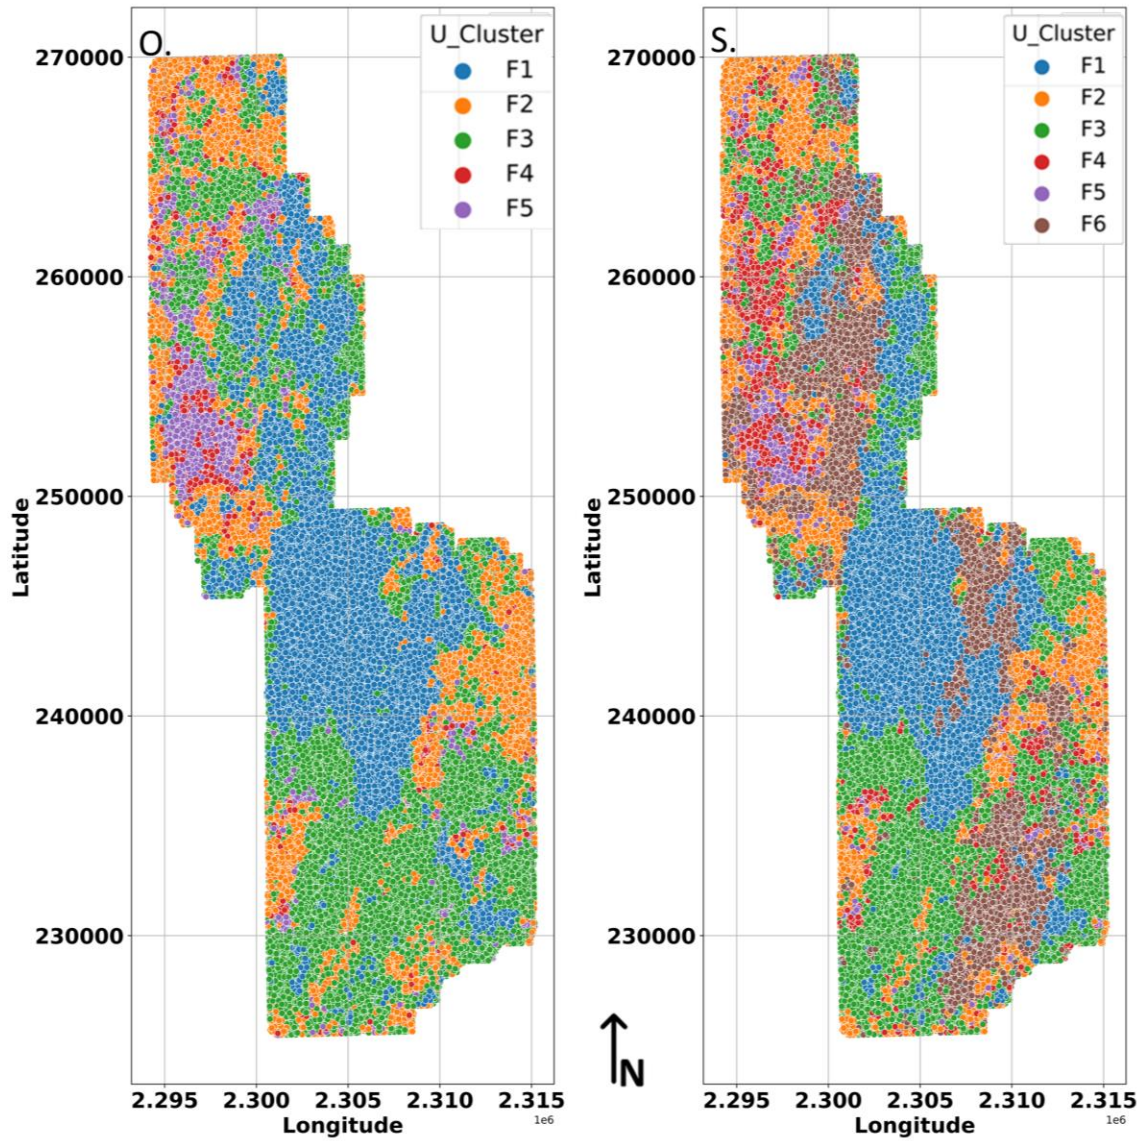 O.
U_Cluster
F1
F2
F3
F4
F5
270000
260000
250000
240000
230000
Latitude
2.295 2.300 2.305 2.310 2.315
1e6
Longitude
S.
U_Cluster
F1
F2
F3
F4
F5
F6
270000
260000
250000
240000
230000
Latitude
2.295 2.300 2.305 2.310 2.315
1e6
Longitude
N